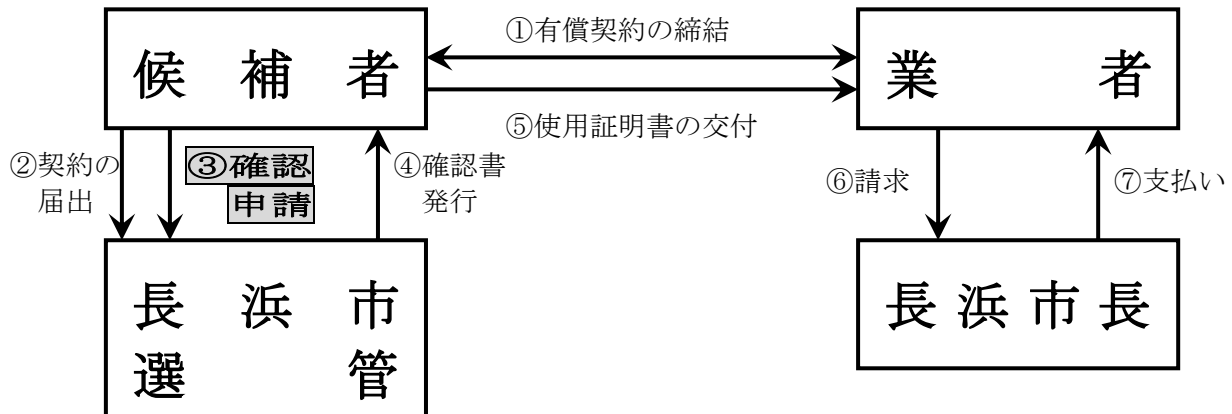 ①有償契約の締結
候補者
業者
⑤使用証明書の交付
②契約の
届出
③確認
申請
④確認書
発行
⑥請求
⑦支払い
長浜市
選管
長浜市長